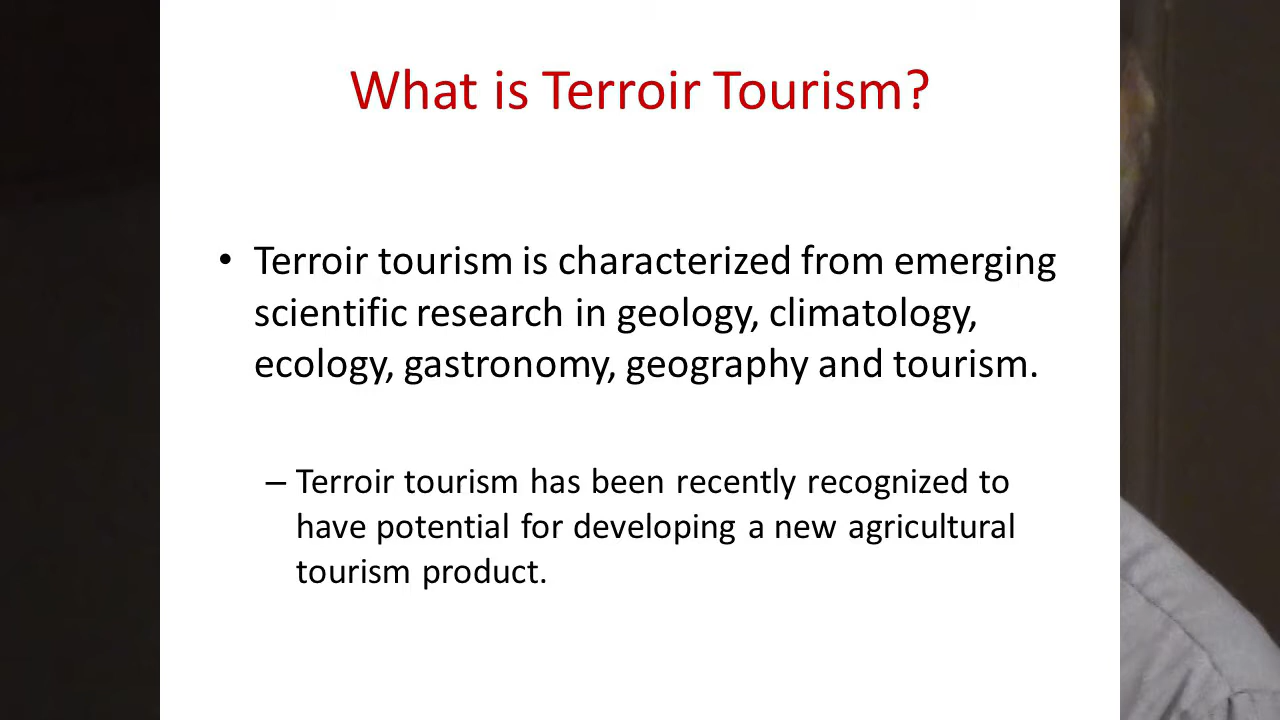 What is Terroir Tourism?
• Terroir tourism is characterized from emerging
scientific research in geology, climatology,
ecology, gastronomy, geography and tourism.
– Terroir tourism has been recently recognized to
have potential for developing a new agricultural
tourism product.